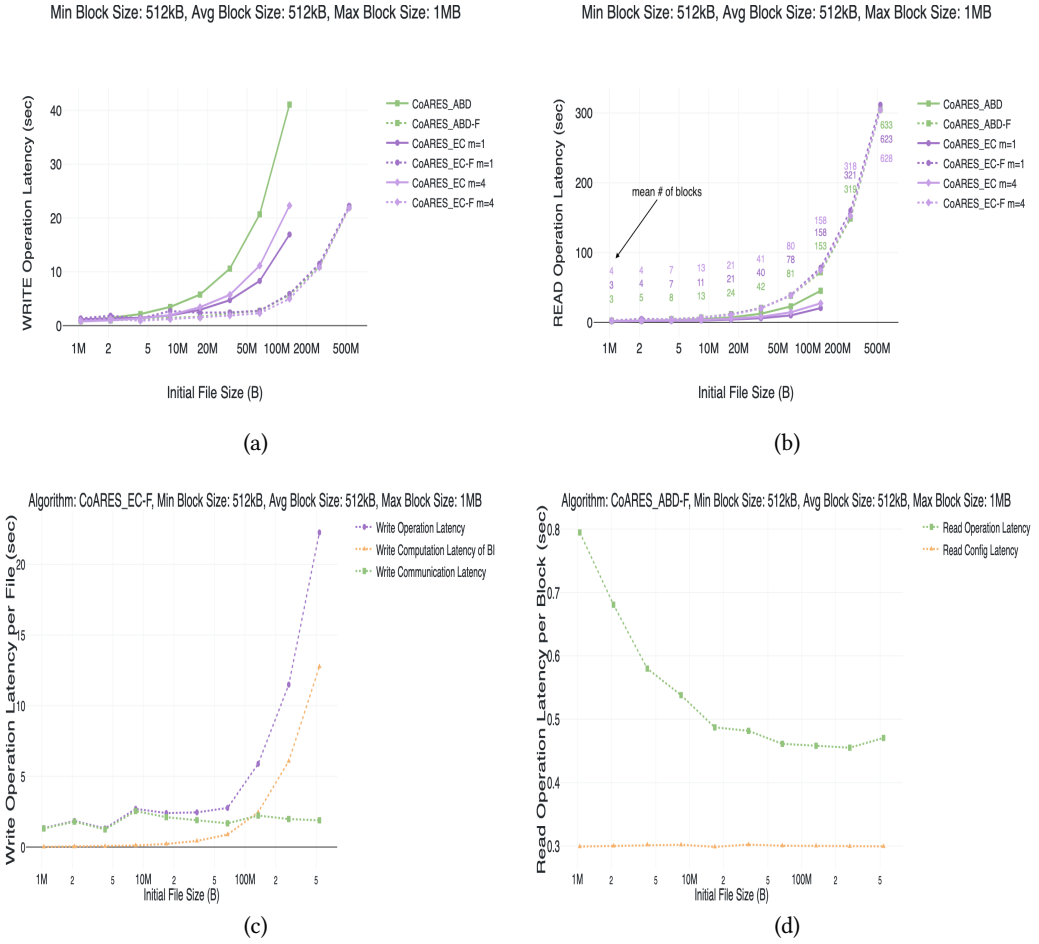 Min Block Size: 512kB, Avg Block Size: 512kB, Max Block Size: 1MB
WRITE Operation Latency (sec)
40
30
20
10
0
1M 2 5 10M 20M 50M 100M 200M 500M
Initial File Size (B)
CoARES_ABD
CoARES_ABD-F
CoARES_EC m=1
CoARES_EC-F m=1
CoARES_EC m=4
CoARES_EC-F m=4
(a)
Min Block Size: 512kB, Avg Block Size: 512kB, Max Block Size: 1MB
READ Operation Latency (sec)
300
200
100
0
mean # of blocks
4 4 7 13 21 41 80 158 318 628
3 4 7 11 21 40 78 158 321 623
3 5 8 13 24 42 81 153 319 633
1M 2 5 10M 20M 50M 100M 200M 500M
Initial File Size (B)
CoARES_ABD
CoARES_ABD-F
CoARES_EC m=1
CoARES_EC-F m=1
CoARES_EC m=4
CoARES_EC-F m=4
(b)
Algorithm: CoARES_EC-F, Min Block Size: 512kB, Avg Block Size: 512kB, Max Block Size: 1MB
Write Operation Latency per File (sec)
20
15
10
5
0
1M 2 5 10M 2 5 100M 2 5
Initial File Size (B)
Write Operation Latency
Write Computation Latency of Bl
Write Communication Latency
(c)
Algorithm: CoARES_ABD-F, Min Block Size: 512kB, Avg Block Size: 512kB, Max Block Size: 1MB
Read Operation Latency per Block (sec)
0.8
0.7
0.6
0.5
0.4
0.3
1M 2 5 10M 2 5 100M 2 5
Initial File Size (B)
Read Operation Latency
Read Config Latency
(d)